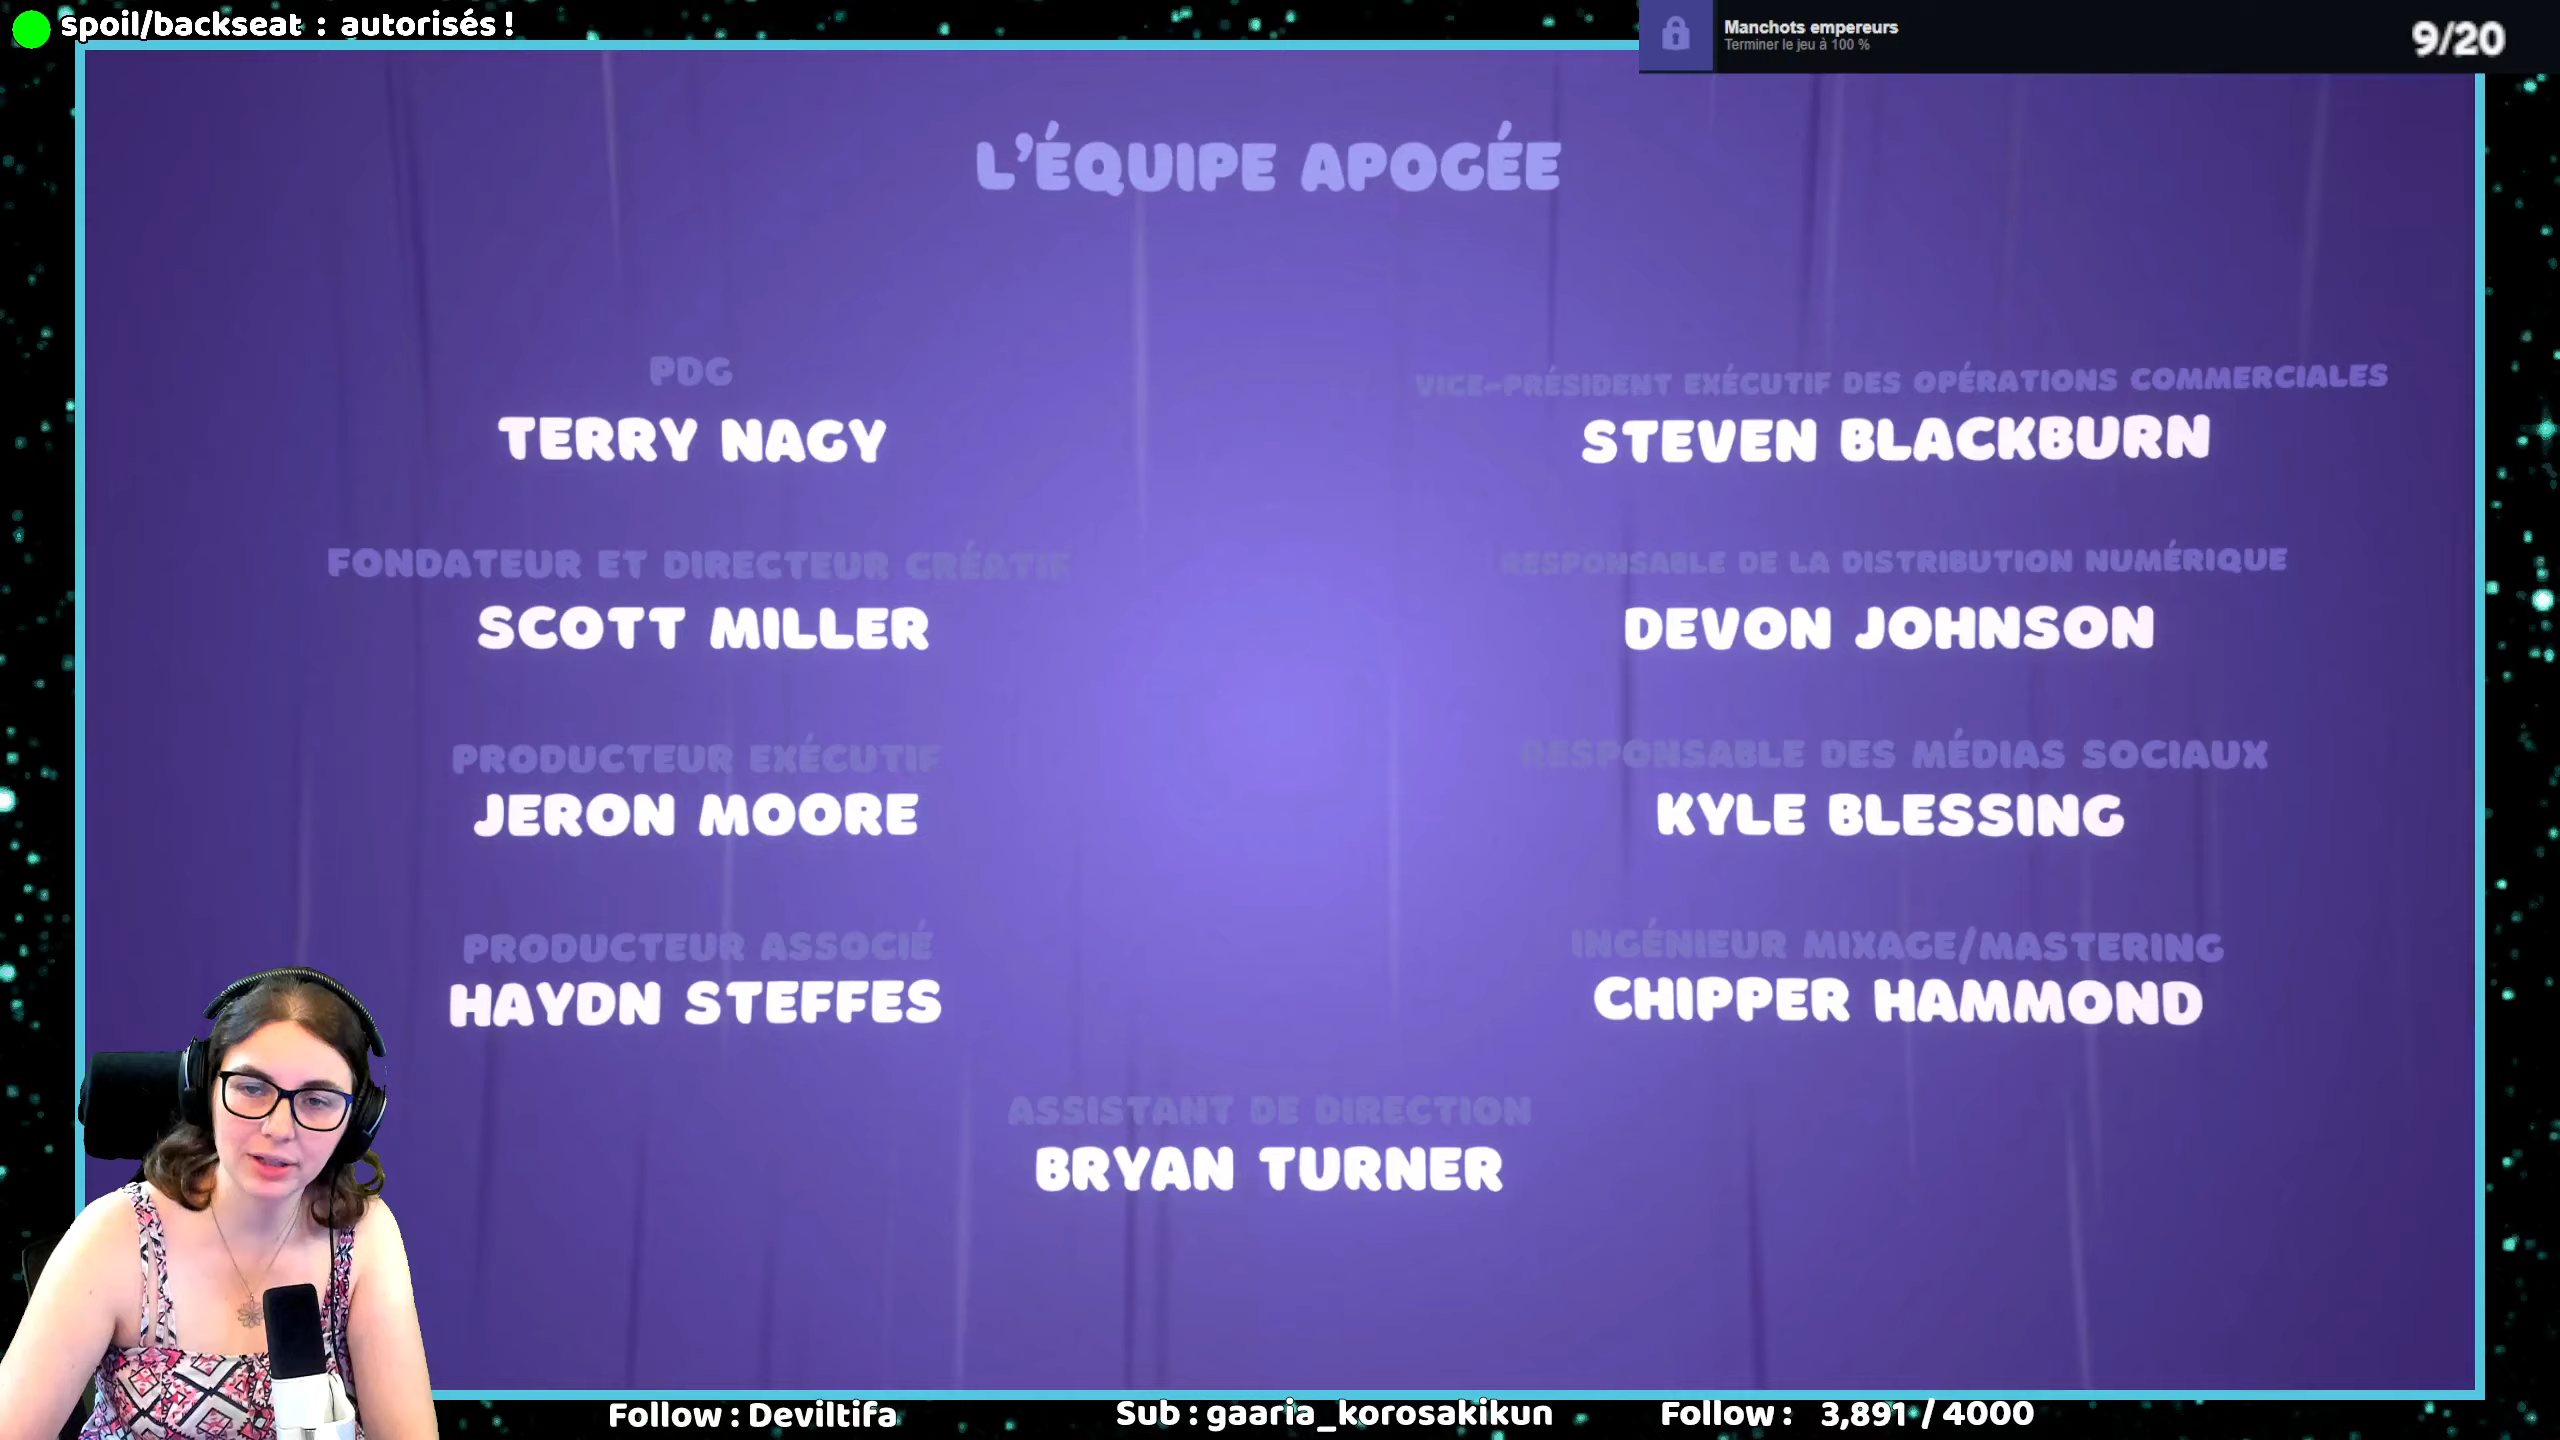 spoil/backseat : autorisés !
Manchots empereurs
Terminer le jeu à 100 %
9/20
L'ÉQUIPE APOGÉE
PDG
TERRY NAGY
VICE-PRÉSIDENT EXÉCUTIF DES OPÉRATIONS COMMERCIALES
STEVEN BLACKBURN
FONDATEUR ET DIRECTEUR CRÉATIF
SCOTT MILLER
RESPONSABLE DE LA DISTRIBUTION NUMÉRIQUE
DEVON JOHNSON
PRODUCTEUR EXÉCUTIF
JERON MOORE
RESPONSABLE DES MÉDIAS SOCIAUX
KYLE BLESSING
PRODUCTEUR ASSOCIÉ
HAYDN STEFFES
INGÉNIEUR MIXAGE/MASTERING
CHIPPER HAMMOND
ASSISTANT DE DIRECTION
BRYAN TURNER
Follow : Deviltifa
Sub : gaaria_korosakikun
Follow : 3,891 / 4000